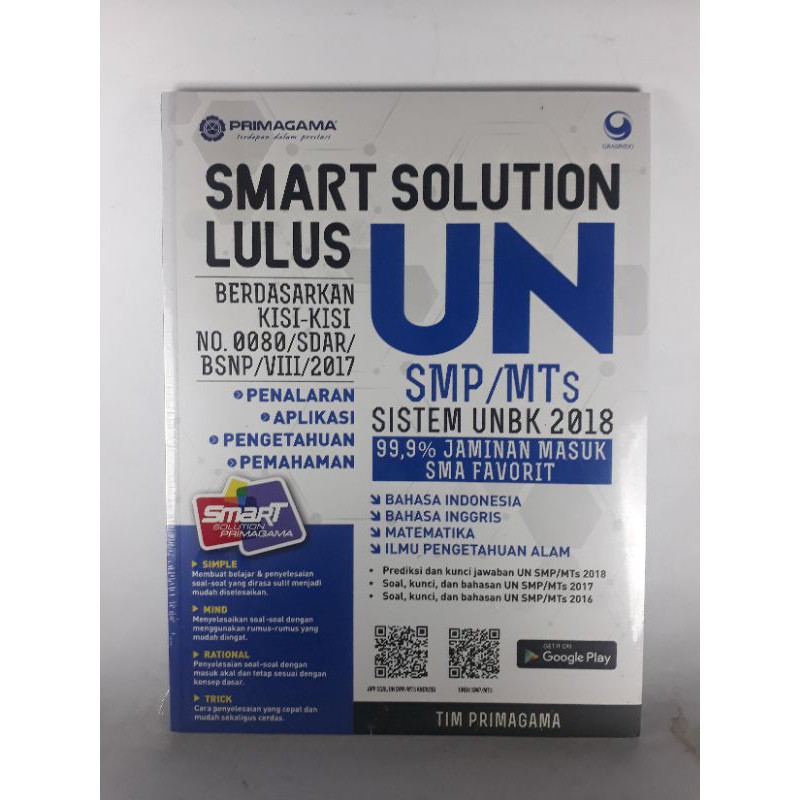 PRIMAGAMA
terdepan dalam prestasi
GRASINDO
SMART SOLUTION
LULUS
UN
BERDASARKAN
KISI-KISI
NO. 0080/SDAR/
BSNP/VIII/2017
PENALARAN
APLIKASI
PENGETAHUAN
PEMAHAMAN
SMP/MTs
SISTEM UNBK 2018
99,9% JAMINAN MASUK
SMA FAVORIT
BAHASA INDONESIA
BAHASA INGGRIS
MATEMATIKA
ILMU PENGETAHUAN ALAM
• Prediksi dan kunci jawaban UN SMP/MTs 2018
• Soal, kunci, dan bahasan UN SMP/MTs 2017
• Soal, kunci, dan bahasan UN SMP/MTs 2016
SmarT
SOLUTION
PRIMAGAMA
SIMPLE
Membuat belajar & penyelesaian
soal-soal yang dirasa sulit menjadi
mudah diselesaikan.
MIND
Menyelesaikan soal-soal dengan
menggunakan rumus-rumus yang
mudah diingat.
RATIONAL
Penyelesaian soal-soal dengan
masuk akal dan tetap sesuai dengan
konsep dasar.
TRICK
Cara penyelesaian yang cepat dan
mudah sekaligus cerdas.
GET IT ON
Google Play
TIM PRIMAGAMA